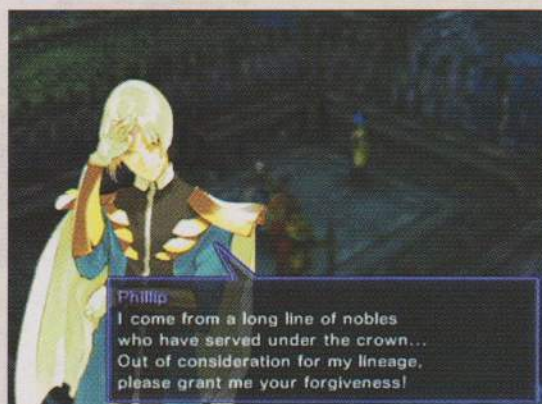 Phillip
I come from a long line of nobles
who have served under the crown...
Out of consideration for my lineage,
please grant me your forgiveness!